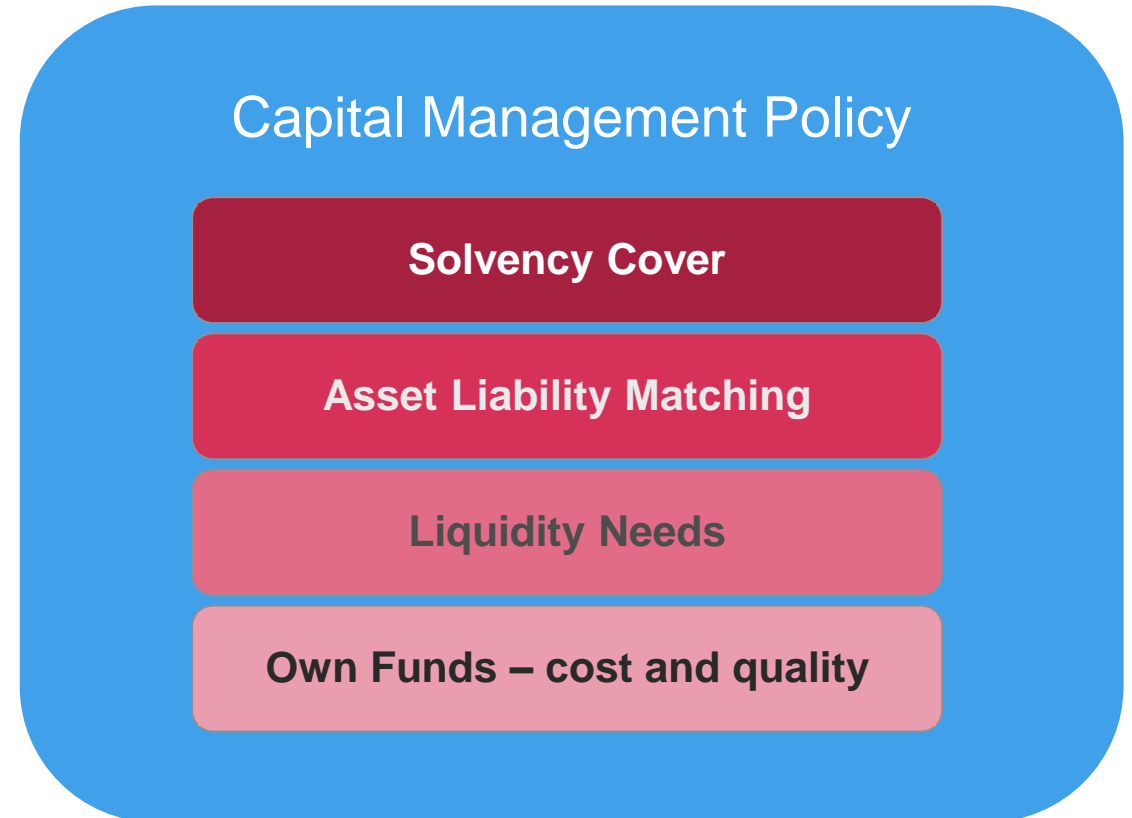 Capital Management Policy
Solvency Cover
Asset Liability Matching
Liquidity Needs
Own Funds – cost and quality